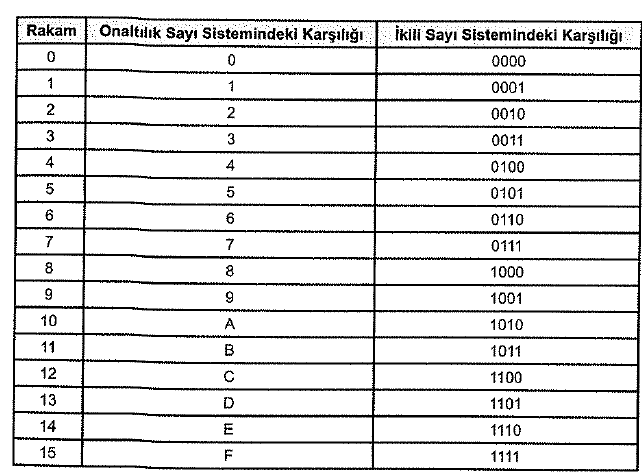 Rakam Onaltılık Sayı Sistemindeki Karşılığı İkili Sayı Sistemindeki Karşılığı
0 0 0000
1 1 0001
2 2 0010
3 3 0011
4 4 0100
5 5 0101
6 6 0110
7 7 0111
8 8 1000
9 9 1001
10 A 1010
11 B 1011
12 C 1100
13 D 1101
14 E 1110
15 F 1111